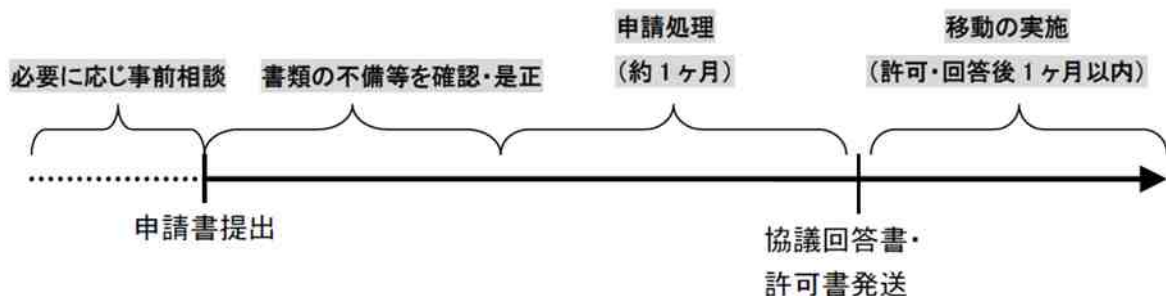 必要に応じ事前相談
書類の不備等を確認・是正
申請処理
(約1ヶ月)
移動の実施
(許可・回答後1ヶ月以内)
申請書提出
協議回答書・
許可書発送